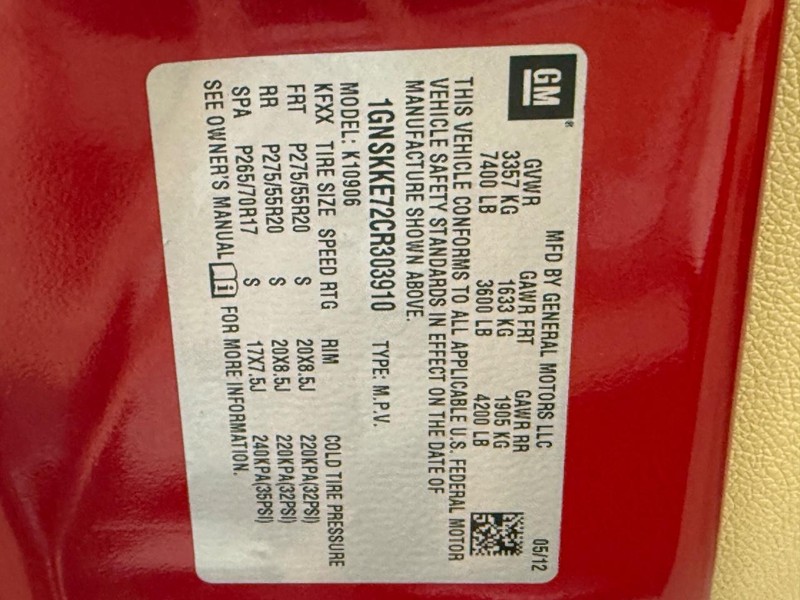 GM
MFD BY GENERAL MOTORS LLC 05/12
GVWR GAWR FRT GAWR RR
3357 KG 1633 KG 1905 KG
7400 LB 3600 LB 4200 LB
THIS VEHICLE CONFORMS TO ALL APPLICABLE U.S. FEDERAL MOTOR
VEHICLE SAFETY STANDARDS IN EFFECT ON THE DATE OF
MANUFACTURE SHOWN ABOVE.
1GNSKKE72CR303910 TYPE: M.P.V.
MODEL: K10906
KFXX TIRE SIZE SPEED RTG RIM COLD TIRE PRESSURE
FRT P275/55R20 S 20X8.5J 220KPA(32PSI)
RR P275/55R20 S 20X8.5J 220KPA(32PSI)
SPA P265/70R17 S 17X7.5J 240KPA(35PSI)
SEE OWNER'S MANUAL FOR MORE INFORMATION.